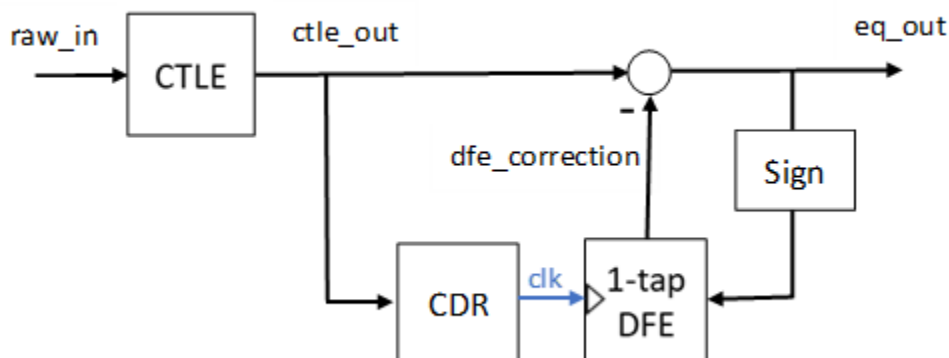 raw_in
CTLE
ctle_out
-
eq_out
dfe_correction
Sign
CDR
clk
1-tap
DFE